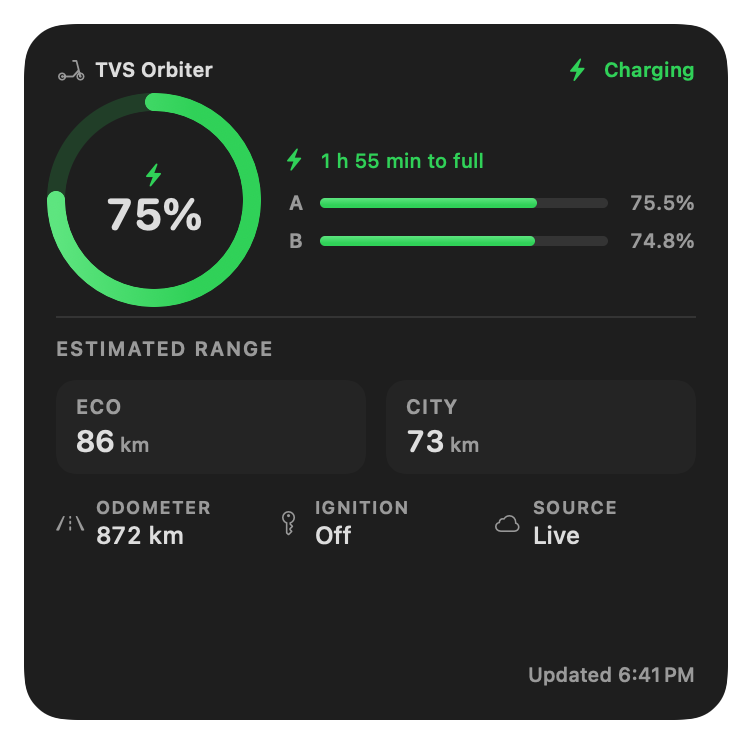 TVS Orbiter
Charging
75%
1 h 55 min to full
A 75.5%
B 74.8%
ESTIMATED RANGE
ECO
86 km
CITY
73 km
ODOMETER
872 km
IGNITION
Off
SOURCE
Live
Updated 6:41 PM